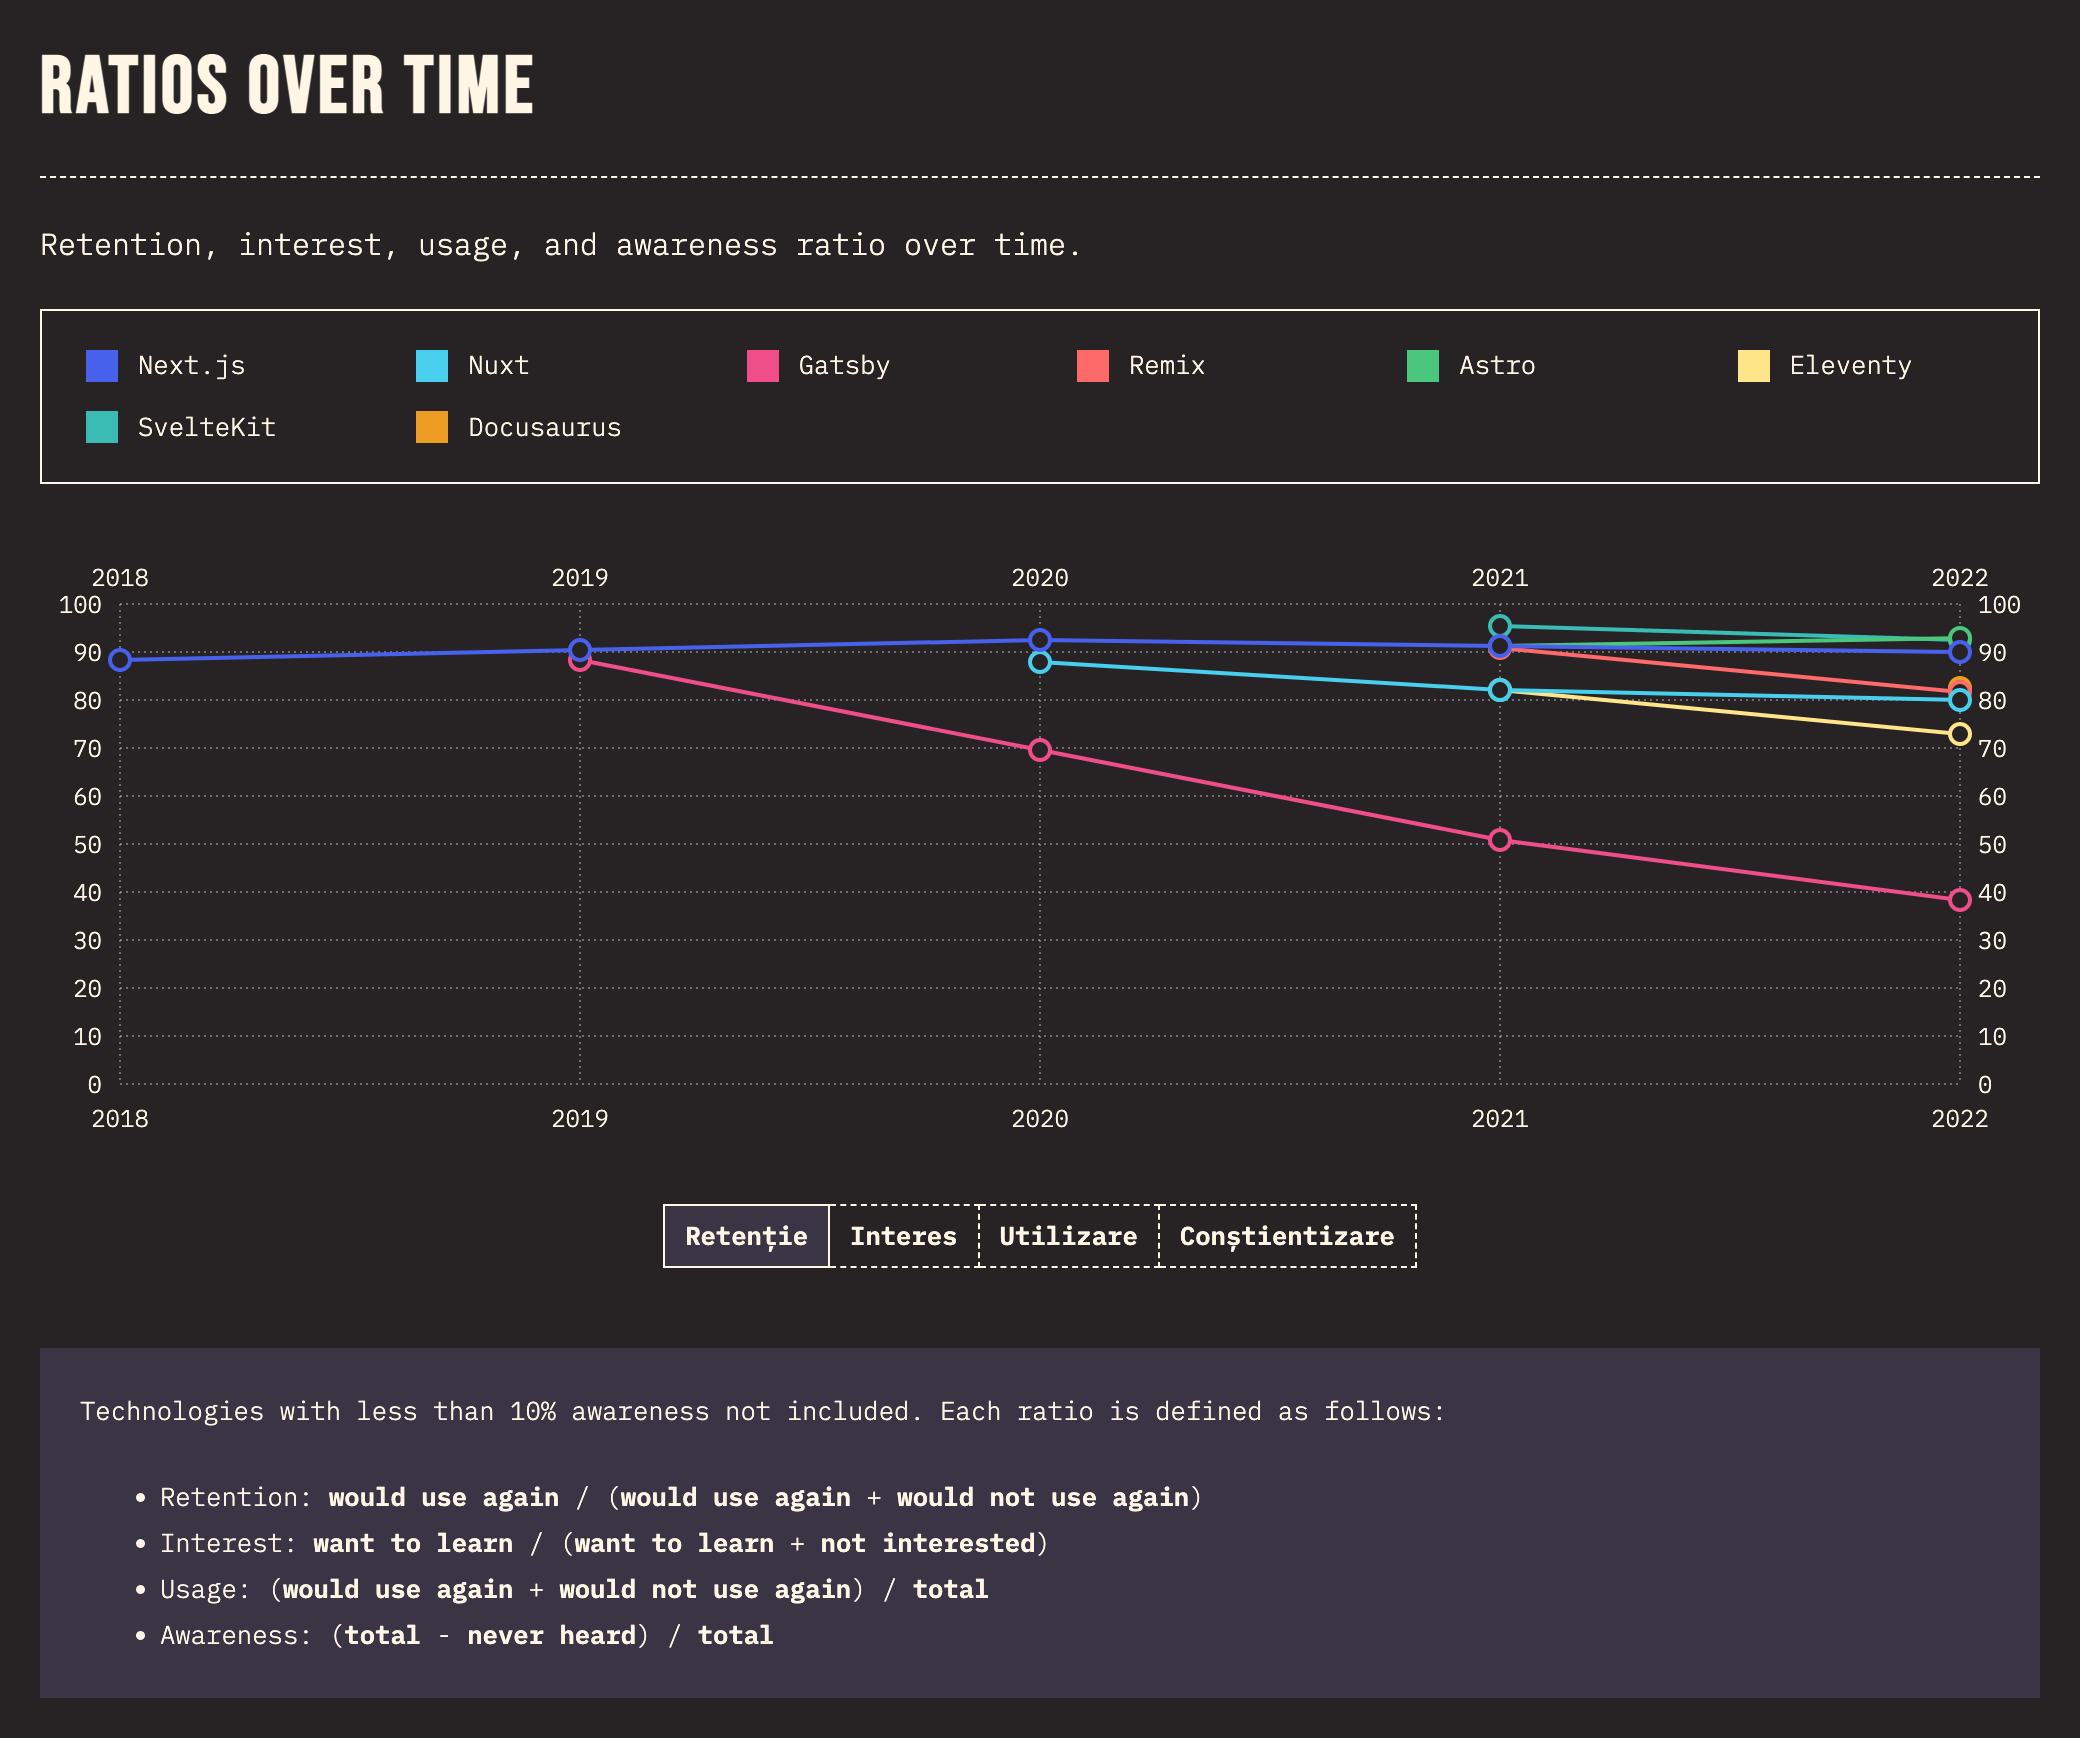 RATIOS OVER TIME
Retention, interest, usage, and awareness ratio over time.
Next.js Nuxt Gatsby Remix Astro Eleventy
SvelteKit Docusaurus
2018 2019 2020 2021 2022
100 100
90 90
80 80
70 70
60 60
50 50
40 40
30 30
20 20
10 10
0 0
2018 2019 2020 2021 2022
Retenție Interes Utilizare Conștientizare
Technologies with less than 10% awareness not included. Each ratio is defined as follows:
• Retention: would use again / (would use again + would not use again)
• Interest: want to learn / (want to learn + not interested)
• Usage: (would use again + would not use again) / total
• Awareness: (total - never heard) / total